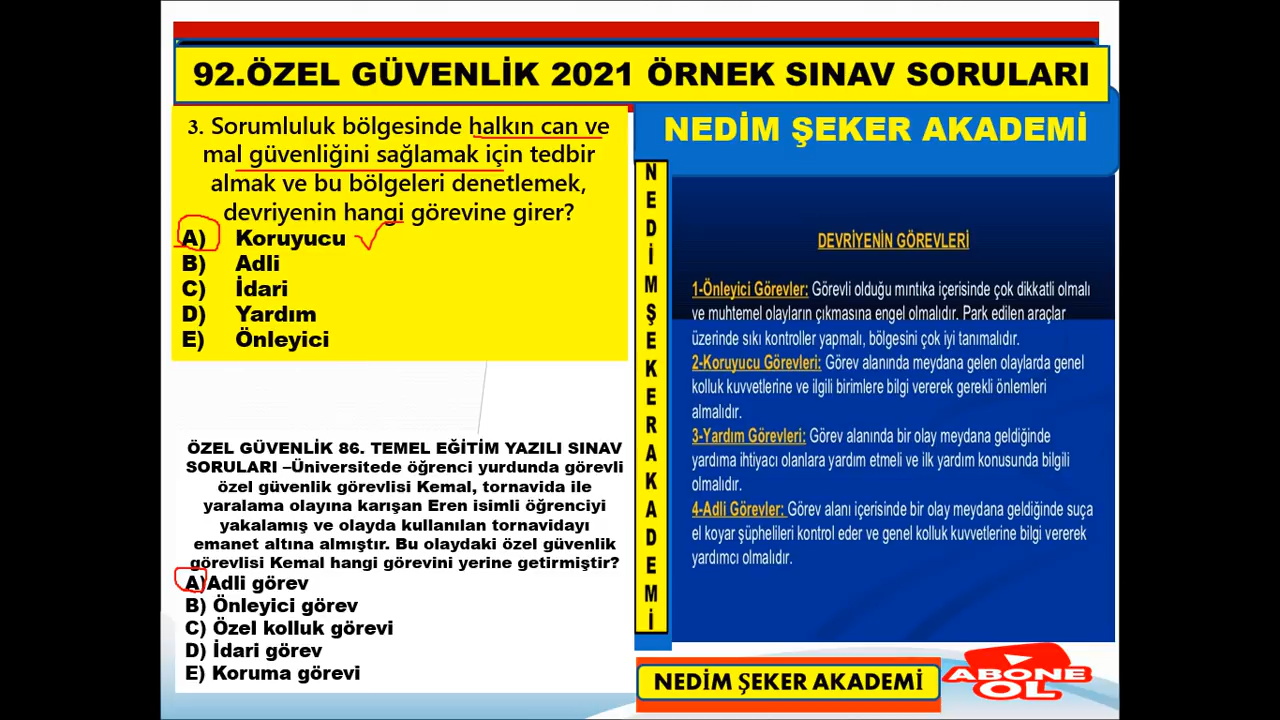 92.ÖZEL GÜVENLİK 2021 ÖRNEK SINAV SORULARI
3. Sorumluluk bölgesinde halkın can ve
mal güvenliğini sağlamak için tedbir
almak ve bu bölgeleri denetlemek,
devriyenin hangi görevine girer?
A) Koruyucu
B) Adli
C) İdari
D) Yardım
E) Önleyici
ÖZEL GÜVENLİK 86. TEMEL EĞİTİM YAZILI SINAV
SORULARI –Üniversitede öğrenci yurdunda görevli
özel güvenlik görevlisi Kemal, tornavida ile
yaralama olayına karışan Eren isimli öğrenciyi
yakalamış ve olayda kullanılan tornavidayı
emanet altına almıştır. Bu olaydaki özel güvenlik
görevlisi Kemal hangi görevini yerine getirmiştir?
A)Adli görev
B) Önleyici görev
C) Özel kolluk görevi
D) İdari görev
E) Koruma görevi
NEDİM ŞEKER AKADEMİ
NEDİMŞEKERAKADEMİ
DEVRİYENİN GÖREVLERİ
1-Önleyici Görevler: Görevli olduğu mıntıka içerisinde çok dikkatli olmalı
ve muhtemel olayların çıkmasına engel olmalıdır. Park edilen araçlar
üzerinde sıkı kontroller yapmalı, bölgesini çok iyi tanımalıdır.
2-Koruyucu Görevleri: Görev alanında meydana gelen olaylarda genel
kolluk kuvvetlerine ve ilgili birimlere bilgi vererek gerekli önlemleri
almalıdır.
3-Yardım Görevleri: Görev alanında bir olay meydana geldiğinde
yardıma ihtiyacı olanlara yardım etmeli ve ilk yardım konusunda bilgili
olmalıdır.
4-Adli Görevler: Görev alanı içerisinde bir olay meydana geldiğinde suça
el koyar şüphelileri kontrol eder ve genel kolluk kuvvetlerine bilgi vererek
yardımcı olmalıdır.
NEDİM ŞEKER AKADEMİ
ABONE
OL